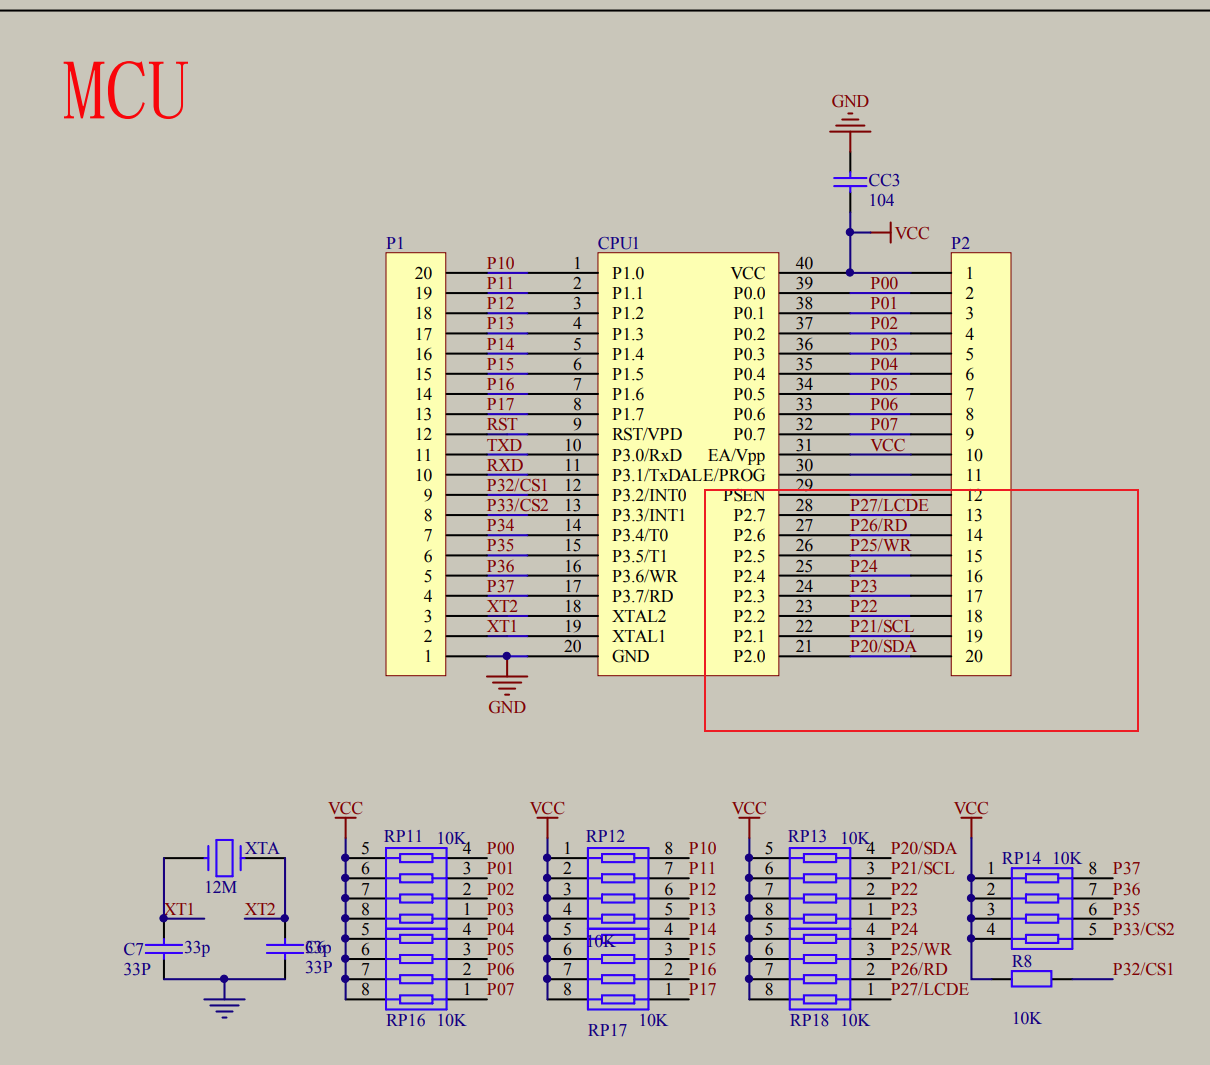 MCU
GND
CC3
104
VCC
P1
CPU1
P2
20 P10 1 P1.0 VCC 40 1
19 P11 2 P1.1 P0.0 39 P00 2
18 P12 3 P1.2 P0.1 38 P01 3
17 P13 4 P1.3 P0.2 37 P02 4
16 P14 5 P1.4 P0.3 36 P03 5
15 P15 6 P1.5 P0.4 35 P04 6
14 P16 7 P1.6 P0.5 34 P05 7
13 P17 8 P1.7 P0.6 33 P06 8
12 RST 9 RST/VPD P0.7 32 P07 9
11 TXD 10 P3.0/RxD EA/Vpp 31 VCC 10
10 RXD 11 P3.1/TxD ALE/PROG 30 11
9 P32/CS1 12 P3.2/INT0 PSEN 29 12
8 P33/CS2 13 P3.3/INT1 P2.7 28 P27/LCDE 13
7 P34 14 P3.4/T0 P2.6 27 P26/RD 14
6 P35 15 P3.5/T1 P2.5 26 P25/WR 15
5 P36 16 P3.6/WR P2.4 25 P24 16
4 P37 17 P3.7/RD P2.3 24 P23 17
3 XT2 18 XTAL2 P2.2 23 P22 18
2 XT1 19 XTAL1 P2.1 22 P21/SCL 19
1 20 GND P2.0 21 P20/SDA 20
GND
XTA
12M
XT1 XT2
C7 33p
33P
C6 33p
33P
VCC
RP11 10K
5 4 P00
6 3 P01
7 2 P02
8 1 P03
5 4 P04
6 3 P05
7 2 P06
8 1 P07
RP16 10K
VCC
RP12
1 8 P10
2 7 P11
3 6 P12
4 5 P13
5 4 P14
10K
6 3 P15
7 2 P16
8 1 P17
RP17 10K
VCC
RP13 10K
5 4 P20/SDA
6 3 P21/SCL
7 2 P22
8 1 P23
5 4 P24
6 3 P25/WR
7 2 P26/RD
8 1 P27/LCDE
RP18 10K
VCC
RP14 10K
1 8 P37
2 7 P36
3 6 P35
4 5 P33/CS2
R8 P32/CS1
10K